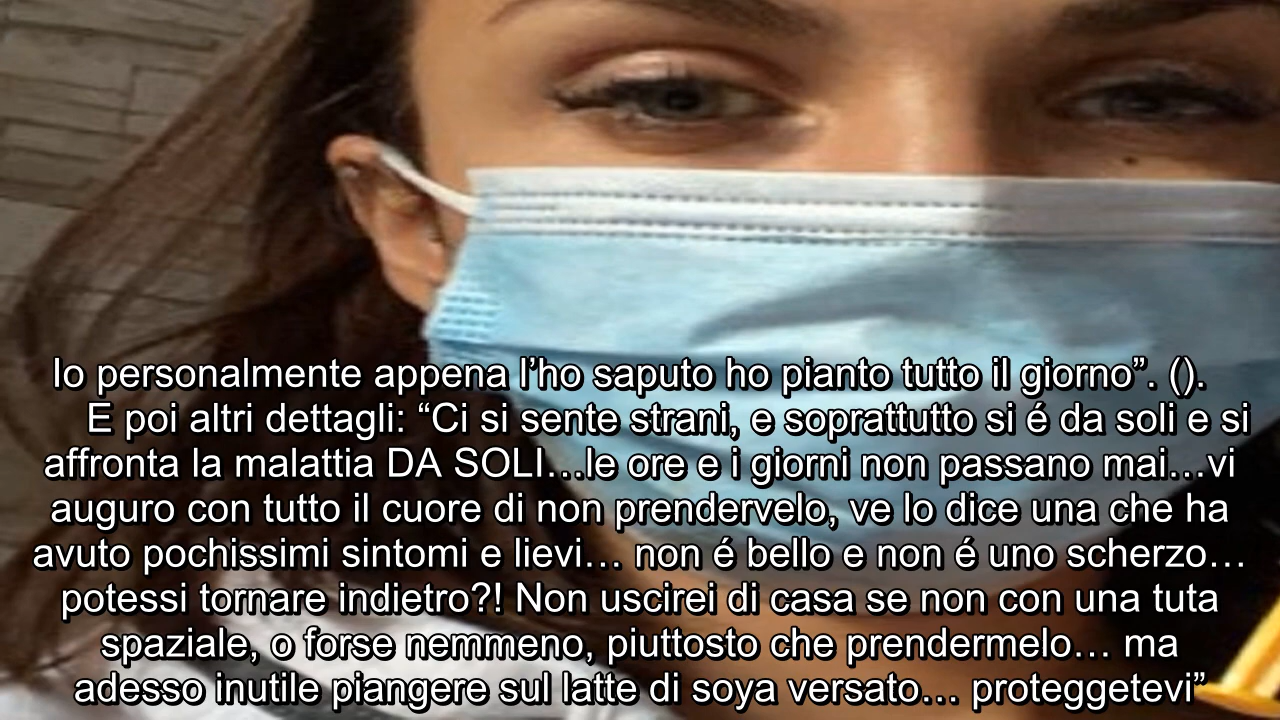 Io personalmente appena l’ho saputo ho pianto tutto il giorno”. ().
E poi altri dettagli: “Ci si sente strani, e soprattutto si é da soli e si
affronta la malattia DA SOLI…le ore e i giorni non passano mai…vi
auguro con tutto il cuore di non prendervelo, ve lo dice una che ha
avuto pochissimi sintomi e lievi… non é bello e non é uno scherzo…
potessi tornare indietro?! Non uscirei di casa se non con una tuta
spaziale, o forse nemmeno, piuttosto che prendermelo… ma
adesso inutile piangere sul latte di soya versato… proteggetevi”